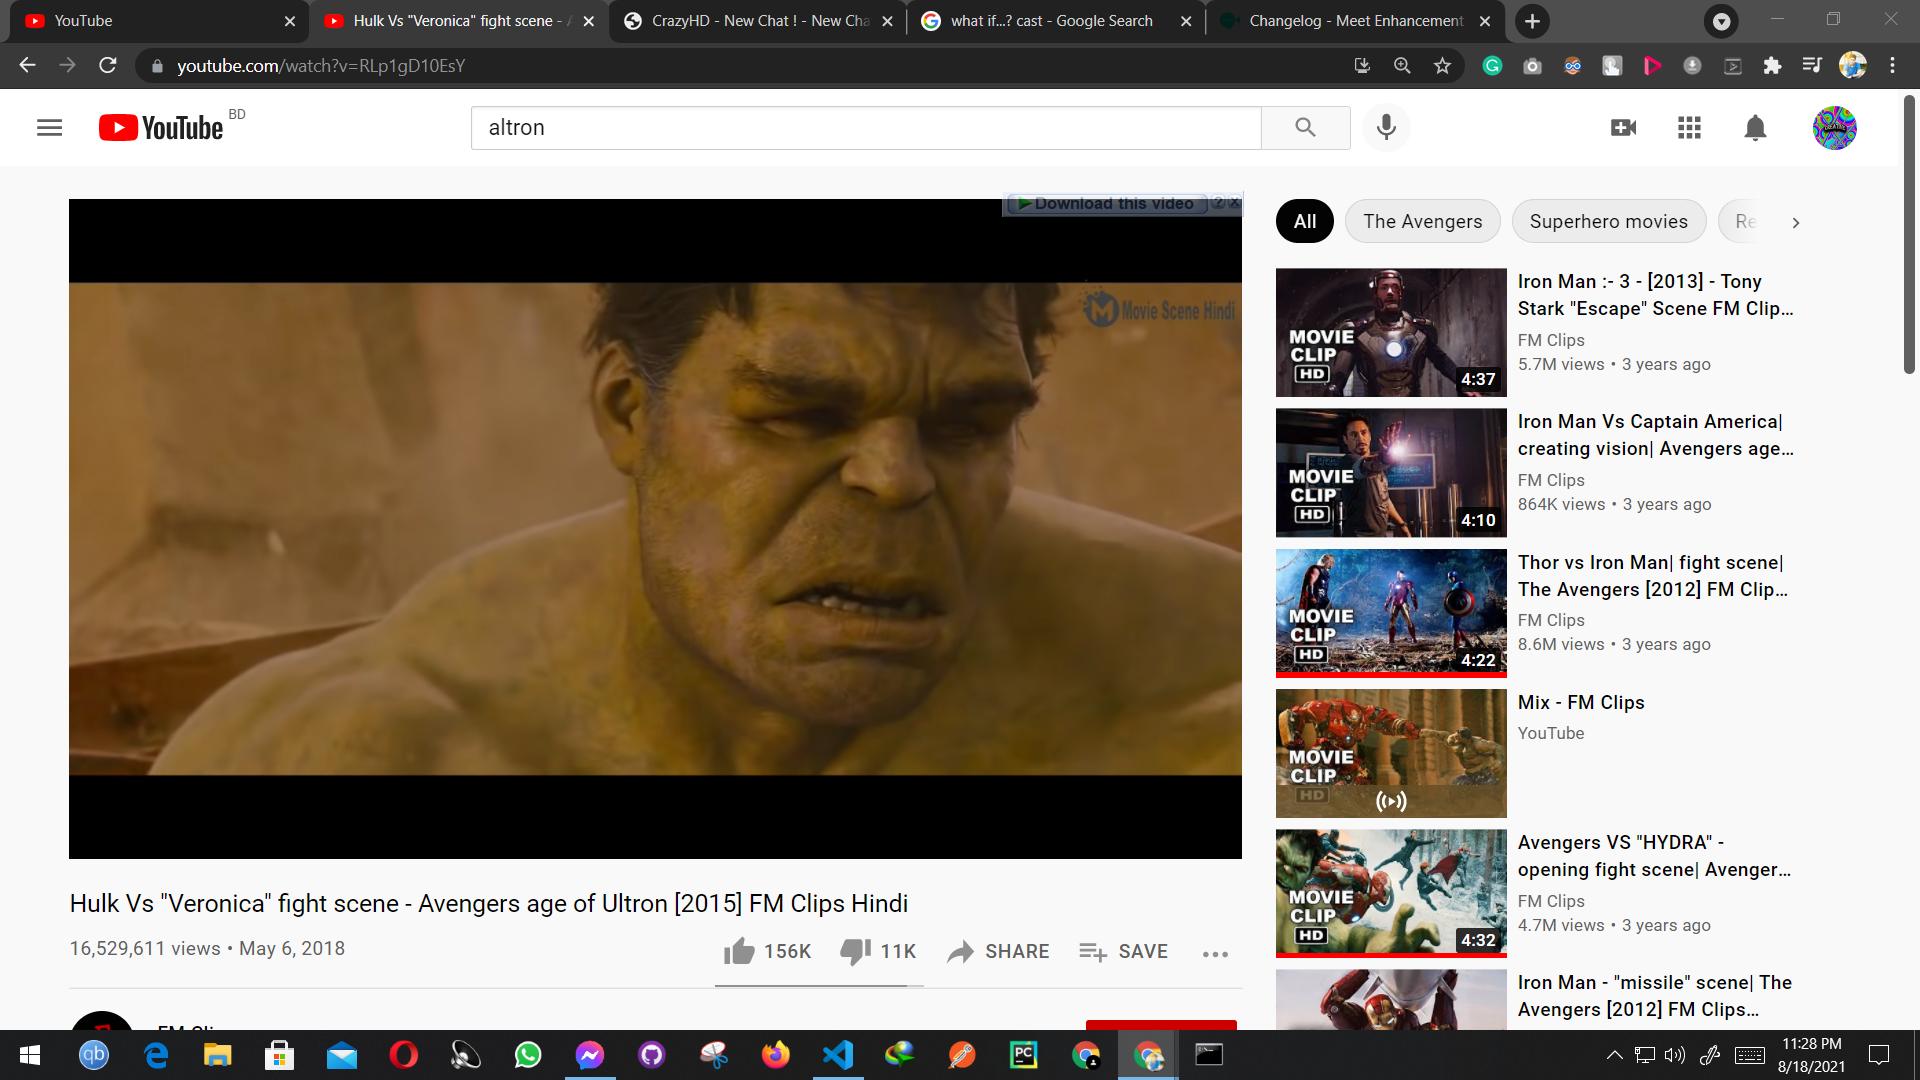 YouTube
Hulk Vs "Veronica" fight scene -
CrazyHD - New Chat ! - New Cha
what if...? cast - Google Search
Changelog - Meet Enhancement
youtube.com/watch?v=RLp1gD10EsY
YouTube BD
altron
Download this video ? x
All
The Avengers
Superhero movies
Re
Movie Scene Hindi
MOVIE CLIP HD
4:37
Iron Man :- 3 - [2013] - Tony
Stark "Escape" Scene FM Clip...
FM Clips
5.7M views • 3 years ago
MOVIE CLIP HD
4:10
Iron Man Vs Captain America|
creating vision| Avengers age...
FM Clips
864K views • 3 years ago
MOVIE CLIP HD
4:22
Thor vs Iron Man| fight scene|
The Avengers [2012] FM Clip...
FM Clips
8.6M views • 3 years ago
MOVIE CLIP HD
Mix - FM Clips
YouTube
MOVIE CLIP HD
4:32
Avengers VS "HYDRA" -
opening fight scene| Avenger...
FM Clips
4.7M views • 3 years ago
Iron Man - "missile" scene| The
Avengers [2012] FM Clips...
Hulk Vs "Veronica" fight scene - Avengers age of Ultron [2015] FM Clips Hindi
16,529,611 views • May 6, 2018
156K
11K
SHARE
SAVE
qb
PC
11:28 PM
8/18/2021